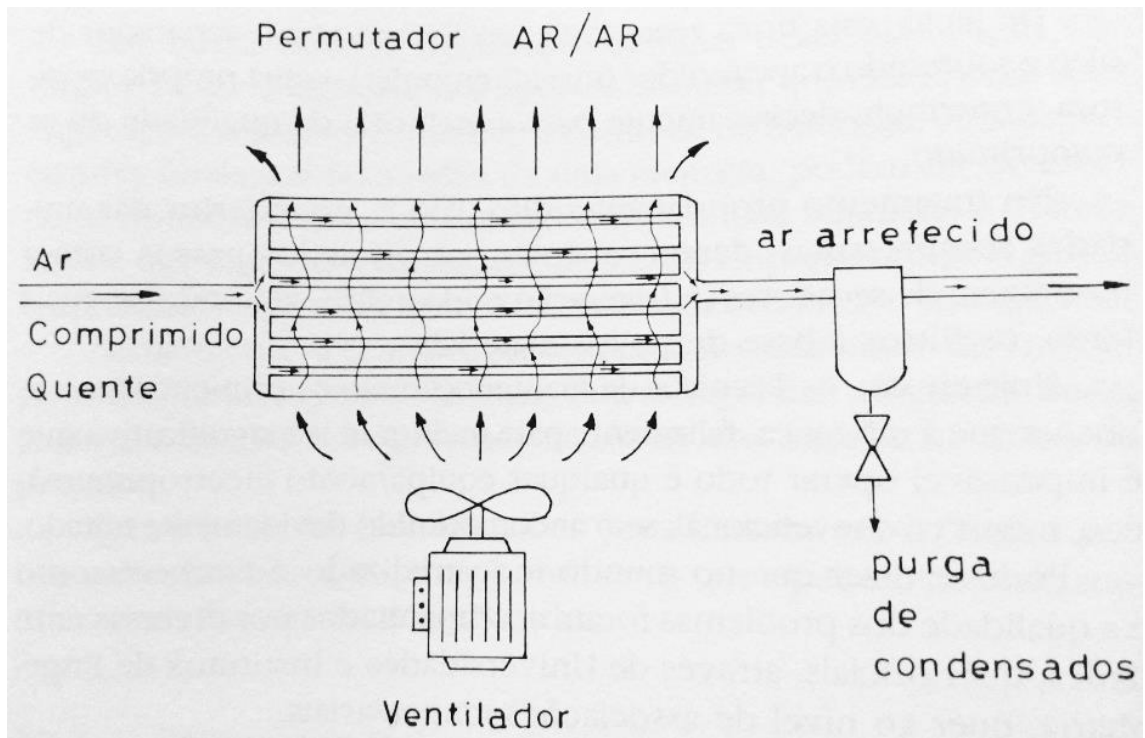 Permutador AR/AR
ar arrefecido
Ar
Comprimido
Quente
purga
de
condensados
Ventilador